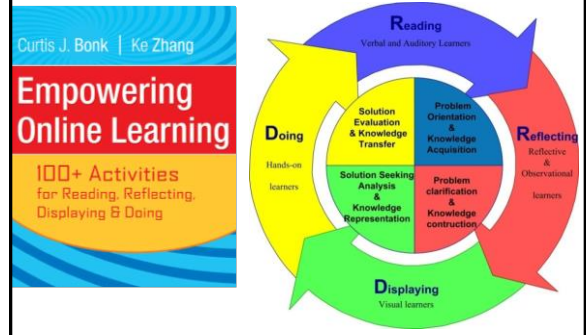 Curtis J. Bonk | Ke Zhang
Empowering
Online Learning
100+ Activities
for Reading, Reflecting,
Displaying & Doing
Reading
Verbal and Auditory Learners
Reflecting
Reflective
&
Observational
learners
Displaying
Visual learners
Doing
Hands-on
learners
Solution
Evaluation
& Knowledge
Transfer
Problem
Orientation
&
Knowledge
Acquisition
Solution Seeking
Analysis
&
Knowledge
Representation
Problem
clarification
&
Knowledge
contruction